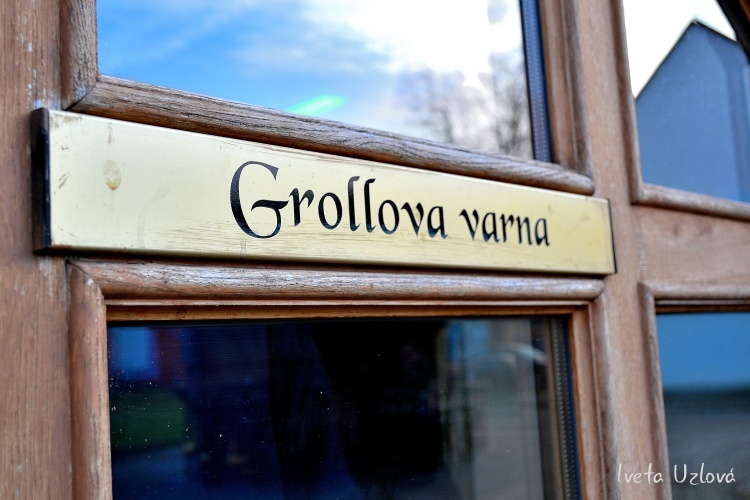 Grollova varna
Iveta Uzlová